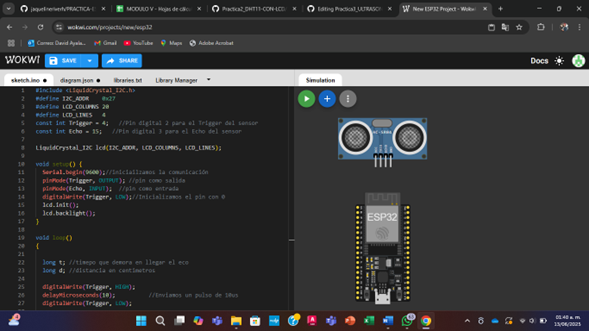 jaquelineriverh/PRACTICA-
MODULO V - Hojas de cálc
Practica2_DHT11-CON-LCD
Editing Practica3_ULTRASON
New ESP32 Project - Wokwi
wokwi.com/projects/new/esp32
Correo: David Ayala...
Gmail
YouTube
Maps
Adobe Acrobat
WOKWI
SAVE
SHARE
Docs
sketch.ino
diagram.json
libraries.txt
Library Manager
Simulation
1 #include <LiquidCrystal_I2C.h>
2 #define I2C_ADDR 0x27
3 #define LCD_COLUMNS 20
4 #define LCD_LINES 4
5 const int Trigger = 4; //Pin digital 2 para el Trigger del sensor
6 const int Echo = 15; //Pin digital 3 para el Echo del sensor
7
8 LiquidCrystal_I2C lcd(I2C_ADDR, LCD_COLUMNS, LCD_LINES);
9
10 void setup() {
11 Serial.begin(9600);//iniciailzamos la comunicación
12 pinMode(Trigger, OUTPUT); //pin como salida
13 pinMode(Echo, INPUT); //pin como entrada
14 digitalWrite(Trigger, LOW);//Inicializamos el pin con 0
15 lcd.init();
16 lcd.backlight();
17 }
18
19 void loop()
20 {
21
22 long t; //timepo que demora en llegar el eco
23 long d; //distancia en centimetros
24
25 digitalWrite(Trigger, HIGH);
26 delayMicroseconds(10); //Enviamos un pulso de 10us
27 digitalWrite(Trigger, LOW);
HC-SR04
ESP32
01:40 a. m.
13/08/2025